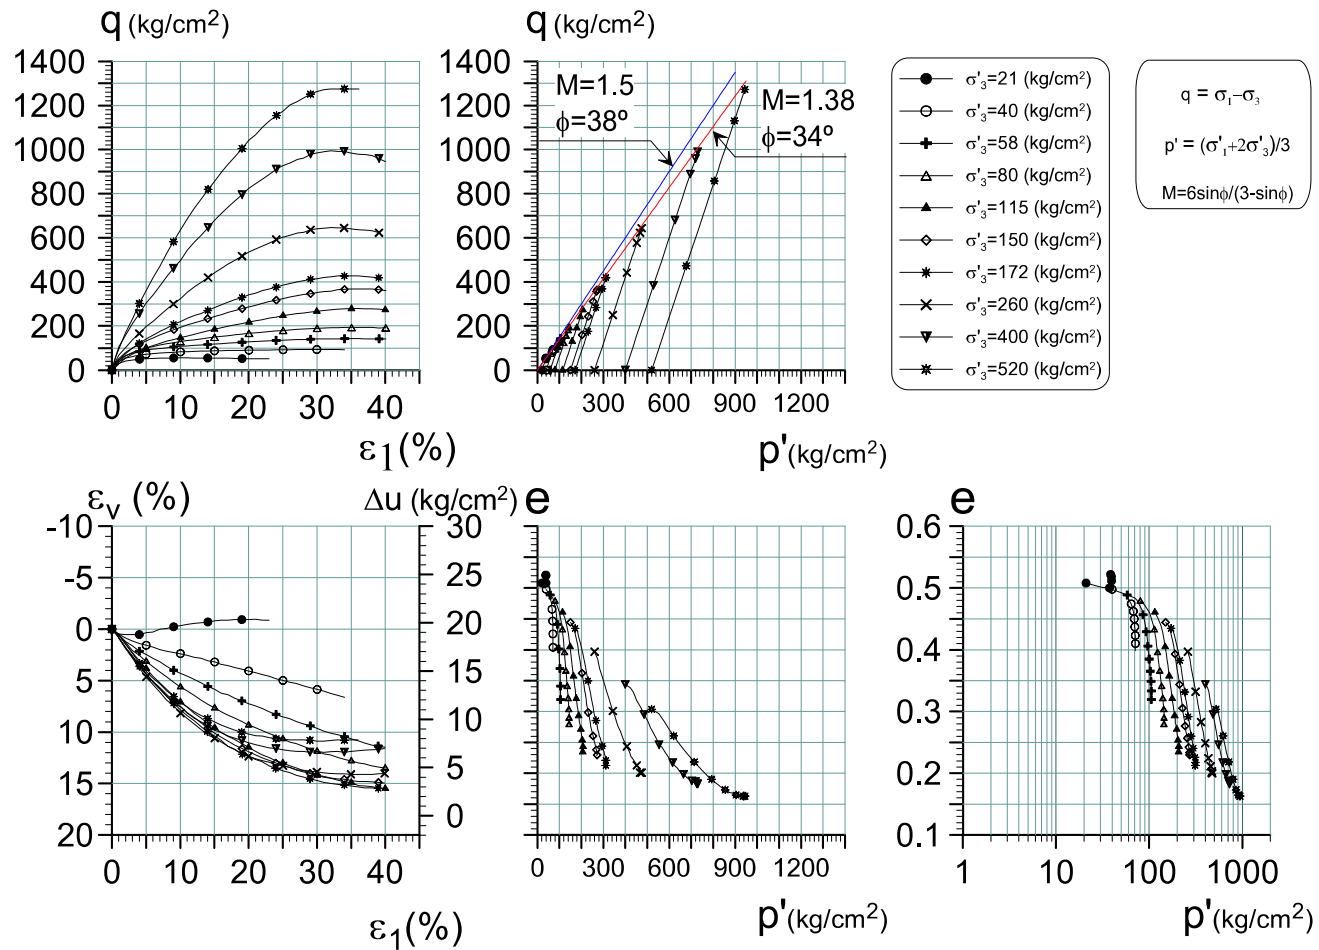 q (kg/cm²)
1400
1200
1000
800
600
400
200
0
0 10 20 30 40
ε1(%)
q (kg/cm²)
1400
1200
1000
800
600
400
200
0
M=1.5
ϕ=38º
M=1.38
ϕ=34º
0 300 600 900 1200
p'(kg/cm²)
σ'3=21 (kg/cm²)
σ'3=40 (kg/cm²)
σ'3=58 (kg/cm²)
σ'3=80 (kg/cm²)
σ'3=115 (kg/cm²)
σ'3=150 (kg/cm²)
σ'3=172 (kg/cm²)
σ'3=260 (kg/cm²)
σ'3=400 (kg/cm²)
σ'3=520 (kg/cm²)
q = σ1-σ3
p' = (σ'1+2σ'3)/3
M=6sinϕ/(3-sinϕ)
εv (%)
-10
-5
0
5
10
15
20
0 10 20 30 40
ε1(%)
Δu (kg/cm²)
30
25
20
15
10
5
0
e
0 300 600 900 1200
p'(kg/cm²)
e
0.6
0.5
0.4
0.3
0.2
0.1
1 10 100 1000
p'(kg/cm²)